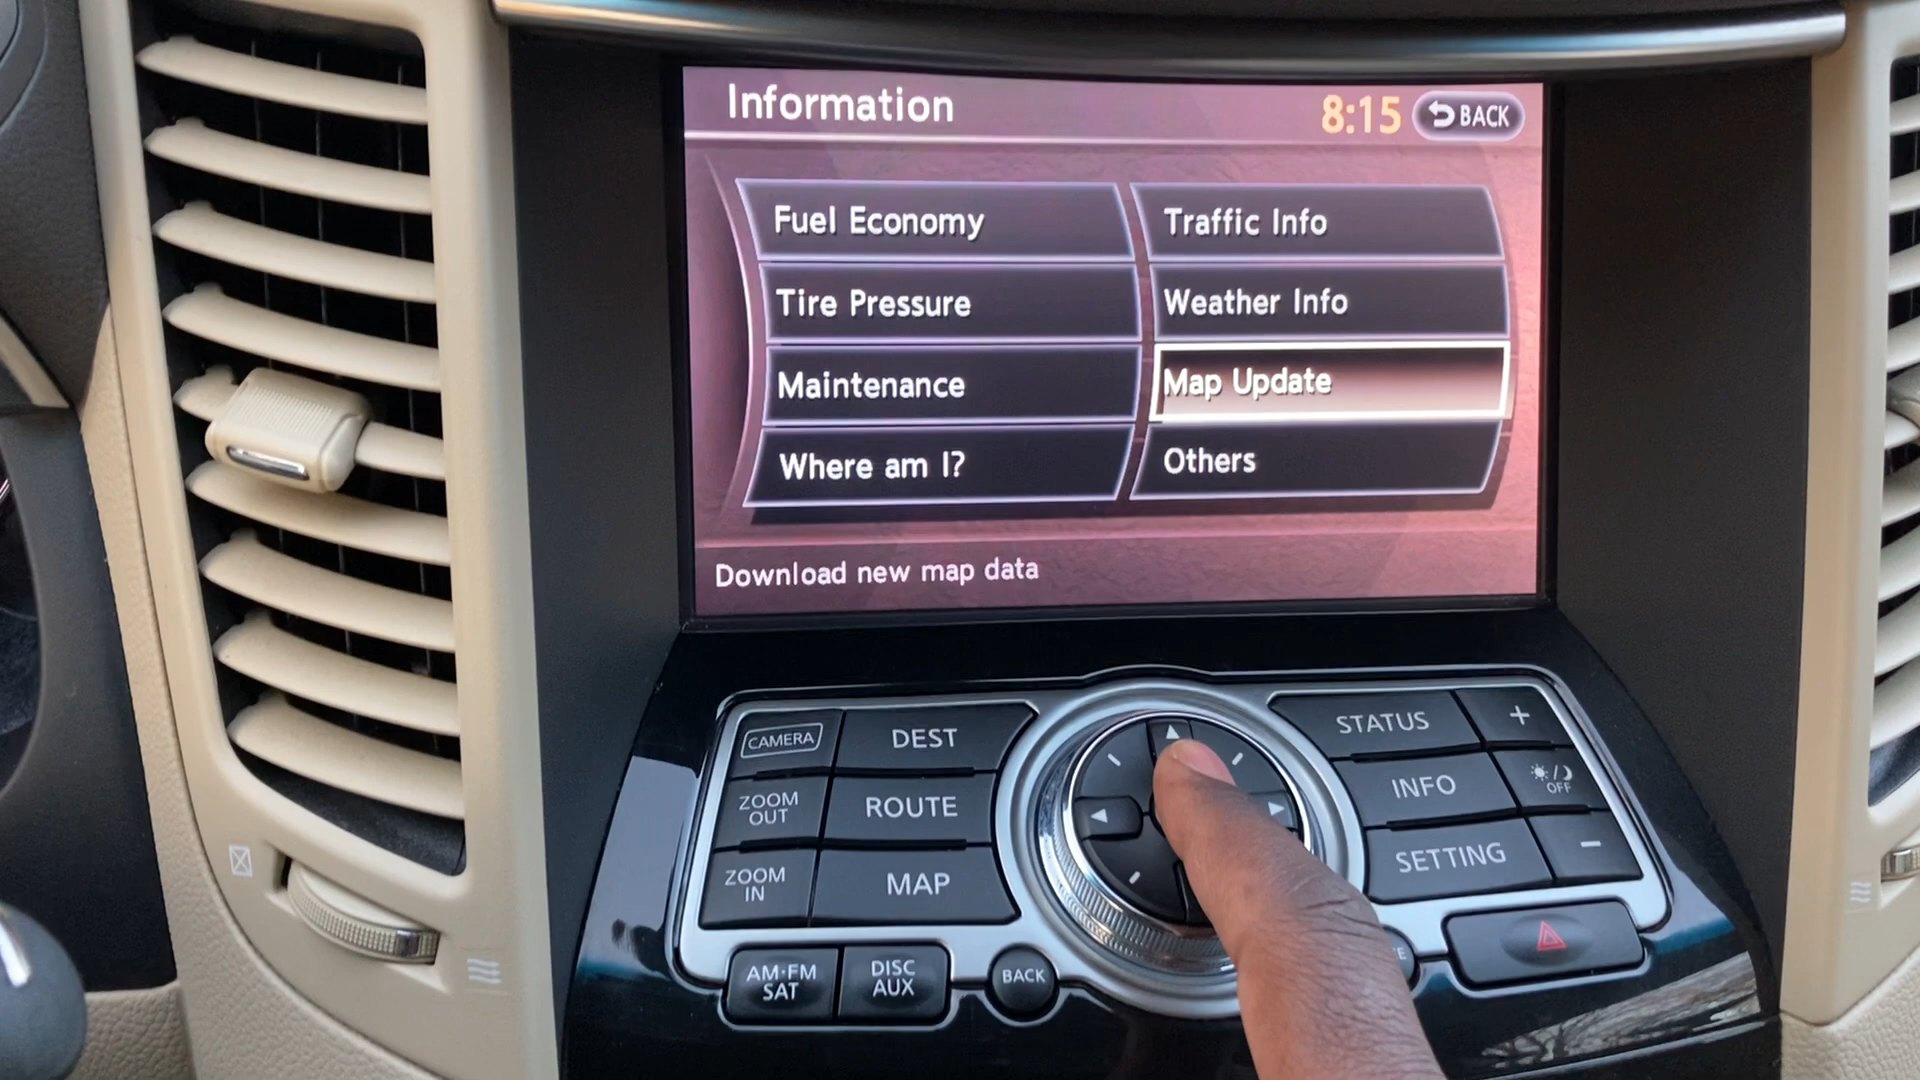 Information
8:15
BACK
Fuel Economy
Traffic Info
Tire Pressure
Weather Info
Maintenance
Map Update
Where am I?
Others
Download new map data
CAMERA
DEST
STATUS
+
ZOOM
OUT
ROUTE
INFO
OFF
ZOOM
IN
MAP
SETTING
-
AM·FM
SAT
DISC
AUX
BACK